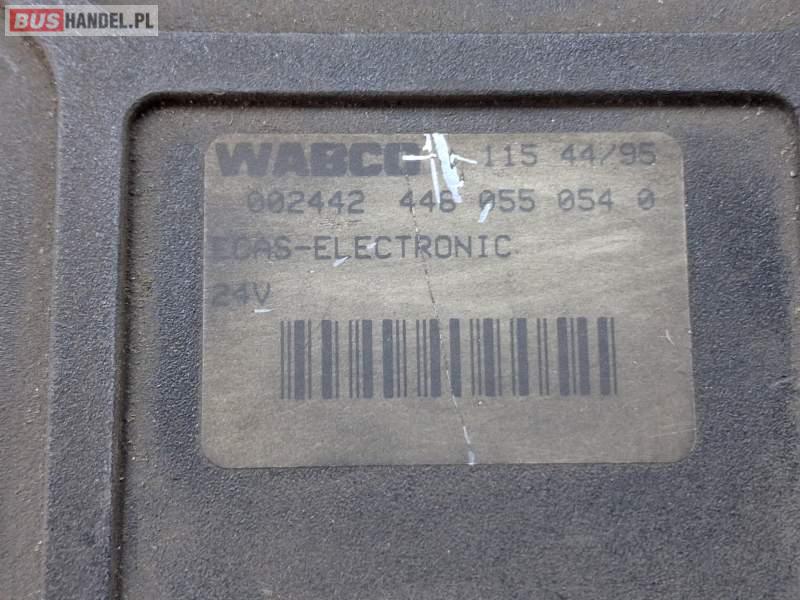 BUSHANDEL.PL
WABCO 115 44/95
002442 446 055 054 0
ECAS-ELECTRONIC
24V